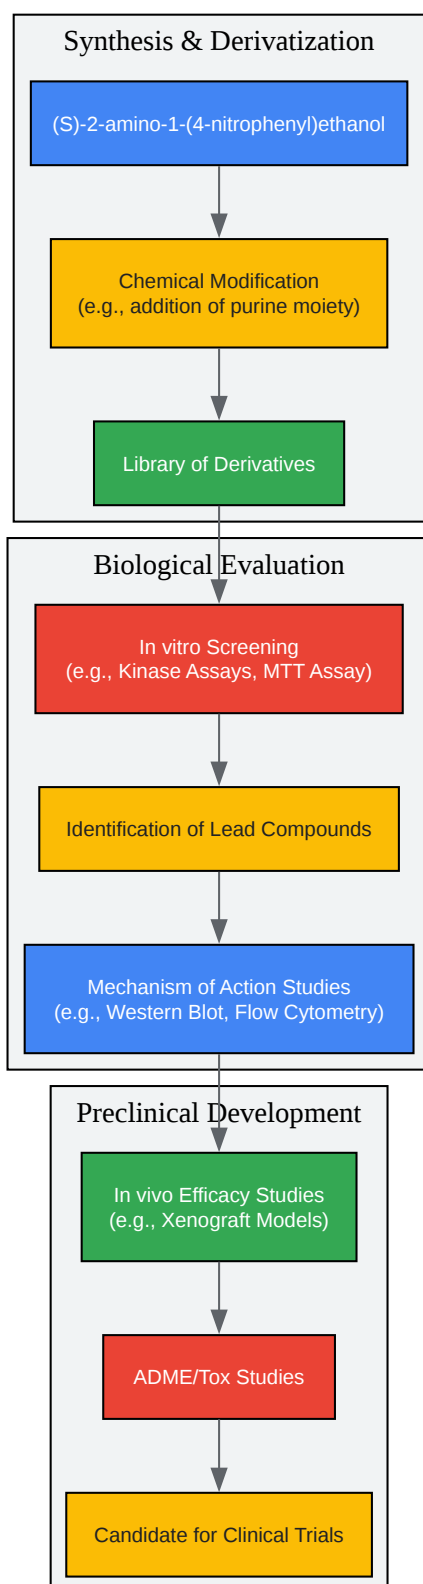 Synthesis & Derivatization
(S)-2-amino-1-(4-nitrophenyl)ethanol
Chemical Modification
(e.g., addition of purine moiety)
Library of Derivatives
Biological Evaluation
In vitro Screening
(e.g., Kinase Assays, MTT Assay)
Identification of Lead Compounds
Mechanism of Action Studies
(e.g., Western Blot, Flow Cytometry)
Preclinical Development
In vivo Efficacy Studies
(e.g., Xenograft Models)
ADME/Tox Studies
Candidate for Clinical Trials